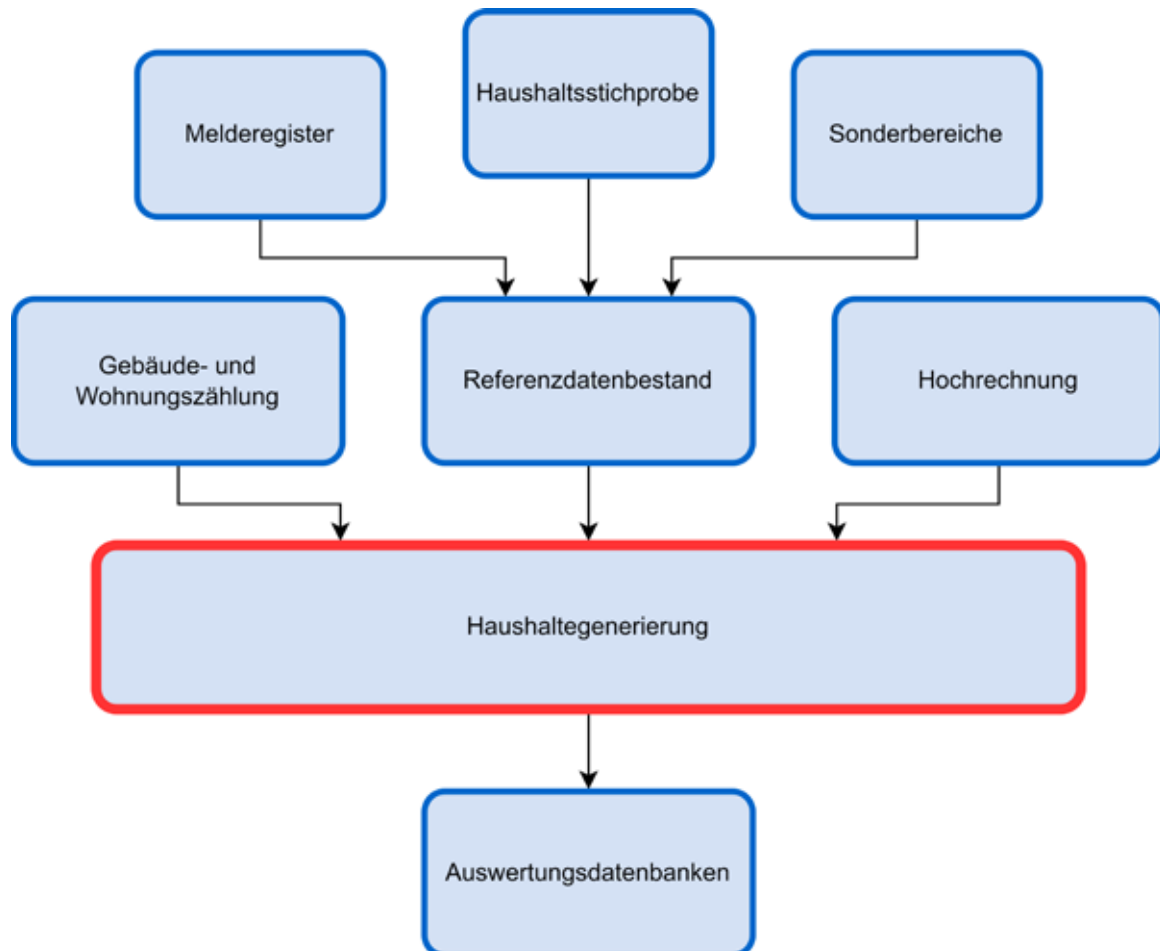 Melderegister
Haushaltsstichprobe
Sonderbereiche
Gebäude- und
Wohnungszählung
Referenzdatenbestand
Hochrechnung
Haushaltegenerierung
Auswertungsdatenbanken